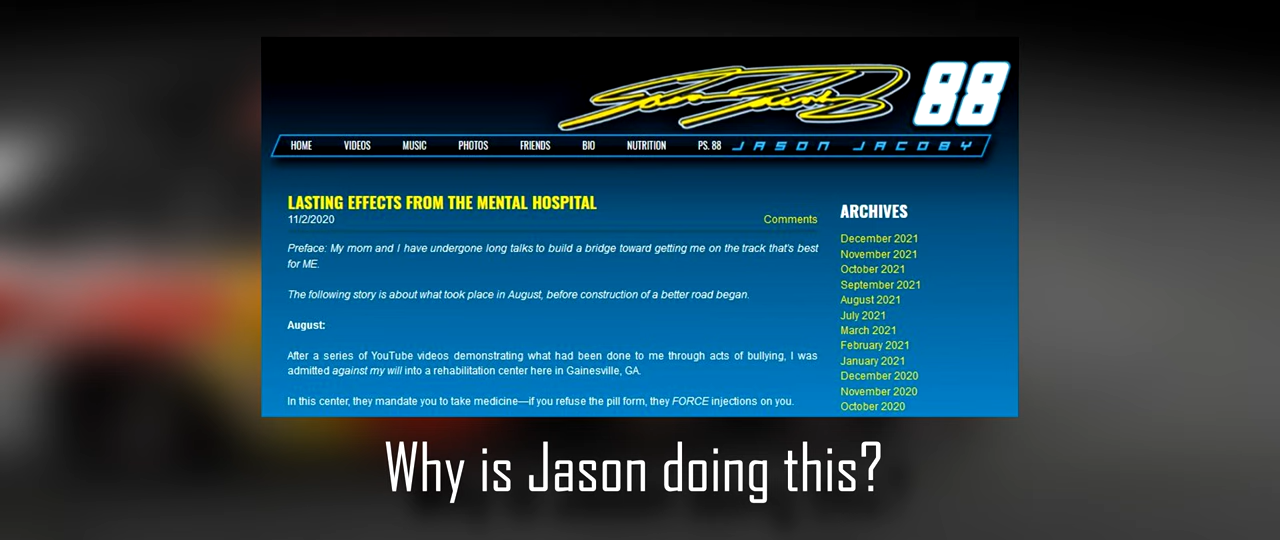 88
HOME VIDEOS MUSIC PHOTOS FRIENDS BIO NUTRITION PS. 88 JASON JACOBY
LASTING EFFECTS FROM THE MENTAL HOSPITAL
11/2/2020 Comments
Preface: My mom and I have undergone long talks to build a bridge toward getting me on the track that's best
for ME.
The following story is about what took place in August, before construction of a better road began.
August:
After a series of YouTube videos demonstrating what had been done to me through acts of bullying, I was
admitted against my will into a rehabilitation center here in Gainesville, GA.
In this center, they mandate you to take medicine—if you refuse the pill form, they FORCE injections on you.
ARCHIVES
December 2021
November 2021
October 2021
September 2021
August 2021
July 2021
March 2021
February 2021
January 2021
December 2020
November 2020
October 2020
Why is Jason doing this?